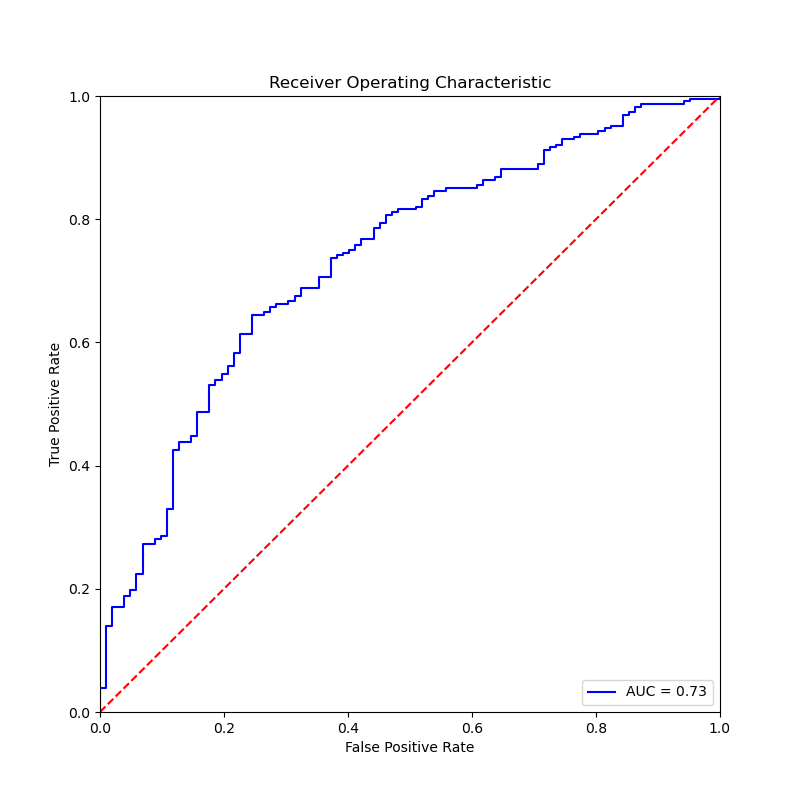 Receiver Operating Characteristic
1.0
0.8
0.6
0.4
0.2
0.0
True Positive Rate
AUC = 0.73
0.0 0.2 0.4 0.6 0.8 1.0
False Positive Rate